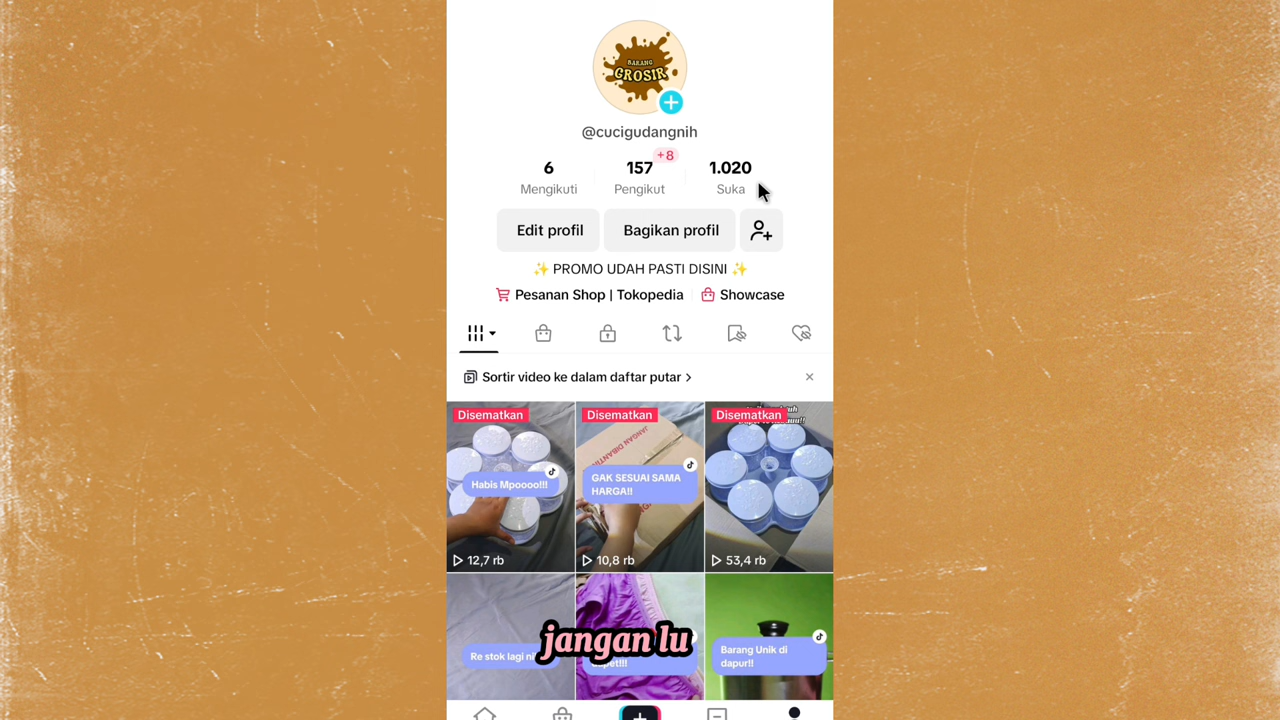 BARANG
GROSIR
@cucigudangnih
6
157
+8
1.020
Mengikuti
Pengikut
Suka
Edit profil
Bagikan profil
✨ PROMO UDAH PASTI DISINI ✨
Pesanan Shop | Tokopedia
Showcase
Sortir video ke dalam daftar putar >
Disematkan
Disematkan
Disematkan
JANGAN DIBANTI
Habis Mpoooo!!!
GAK SESUAI SAMA
HARGA!!
12,7 rb
10,8 rb
53,4 rb
Re stok lagi
jangan lu
Barang Unik di
dapur!!